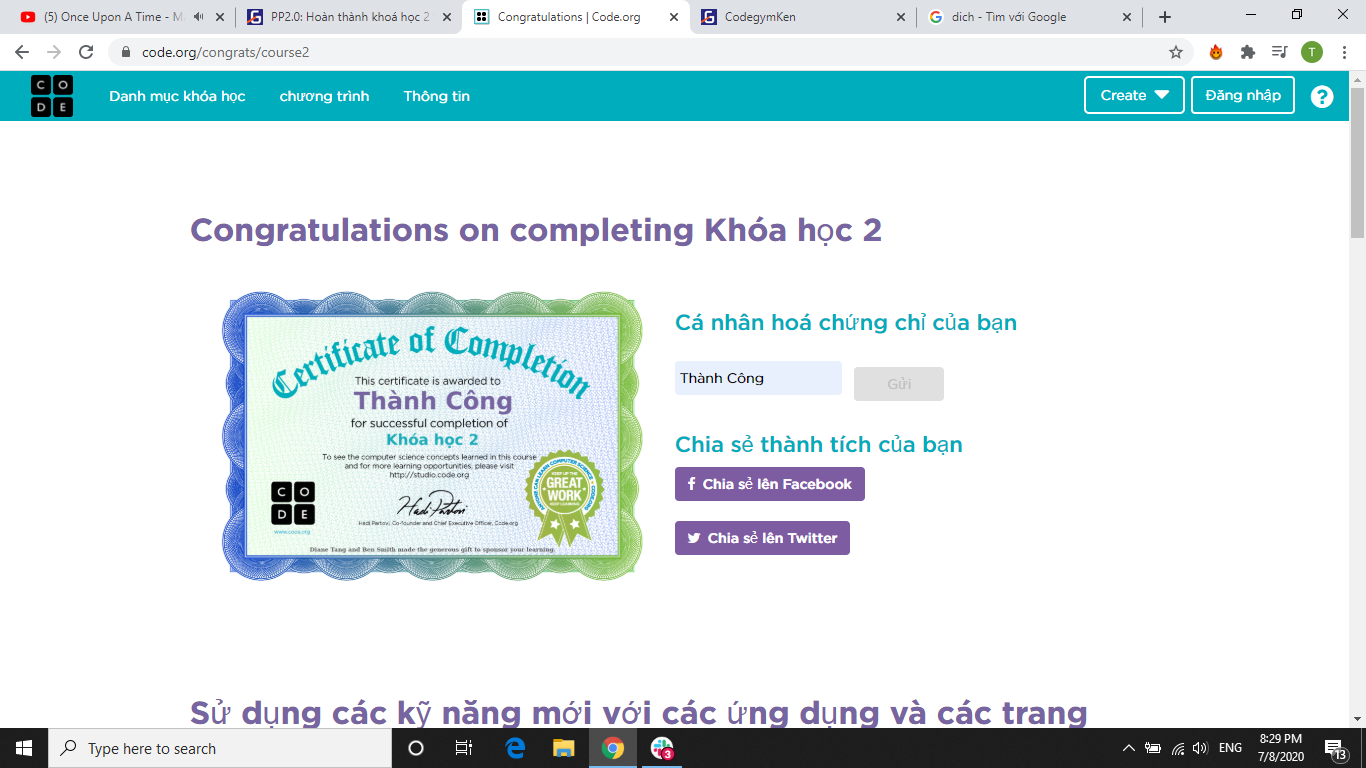 (5) Once Upon A Time - M
PP2.0: Hoàn thành khoá học 2
Congratulations | Code.org
CodegymKen
dich - Tìm với Google
code.org/congrats/course2
T
C O D E
Danh mục khóa học
chương trình
Thông tin
Create
Đăng nhập
?
Congratulations on completing Khóa học 2
Certificate of Completion
This certificate is awarded to
Thành Công
for successful completion of
Khóa học 2
To see the computer science concepts learned in this course
and for more learning opportunities, please visit
http://studio.code.org
C O
D E
www.code.org
Hadi Partovi
Hadi Partovi, Co-founder and Chief Executive Officer, Code.org
ANYONE CAN LEARN COMPUTER SCIENCE
KEEP UP THE
GREAT
WORK
CODE.ORG
Diane Tang and Ben Smith made the generous gift to sponsor your learning.
Cá nhân hoá chứng chỉ của bạn
Thành Công
Gửi
Chia sẻ thành tích của bạn
Chia sẻ lên Facebook
Chia sẻ lên Twitter
Sử dụng các kỹ năng mới với các ứng dụng và các trang
Type here to search
3
ENG
8:29 PM
7/8/2020
13